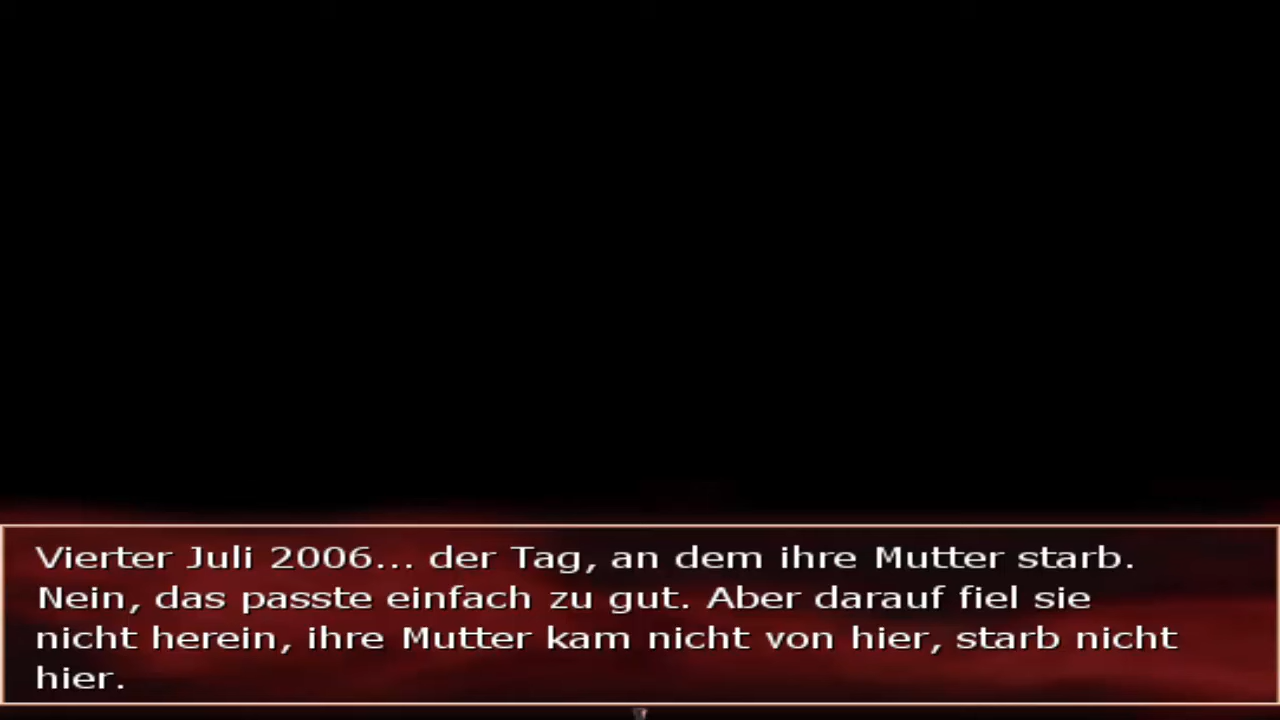 Vierter Juli 2006... der Tag, an dem ihre Mutter starb.
Nein, das passte einfach zu gut. Aber darauf fiel sie
nicht herein, ihre Mutter kam nicht von hier, starb nicht
hier.